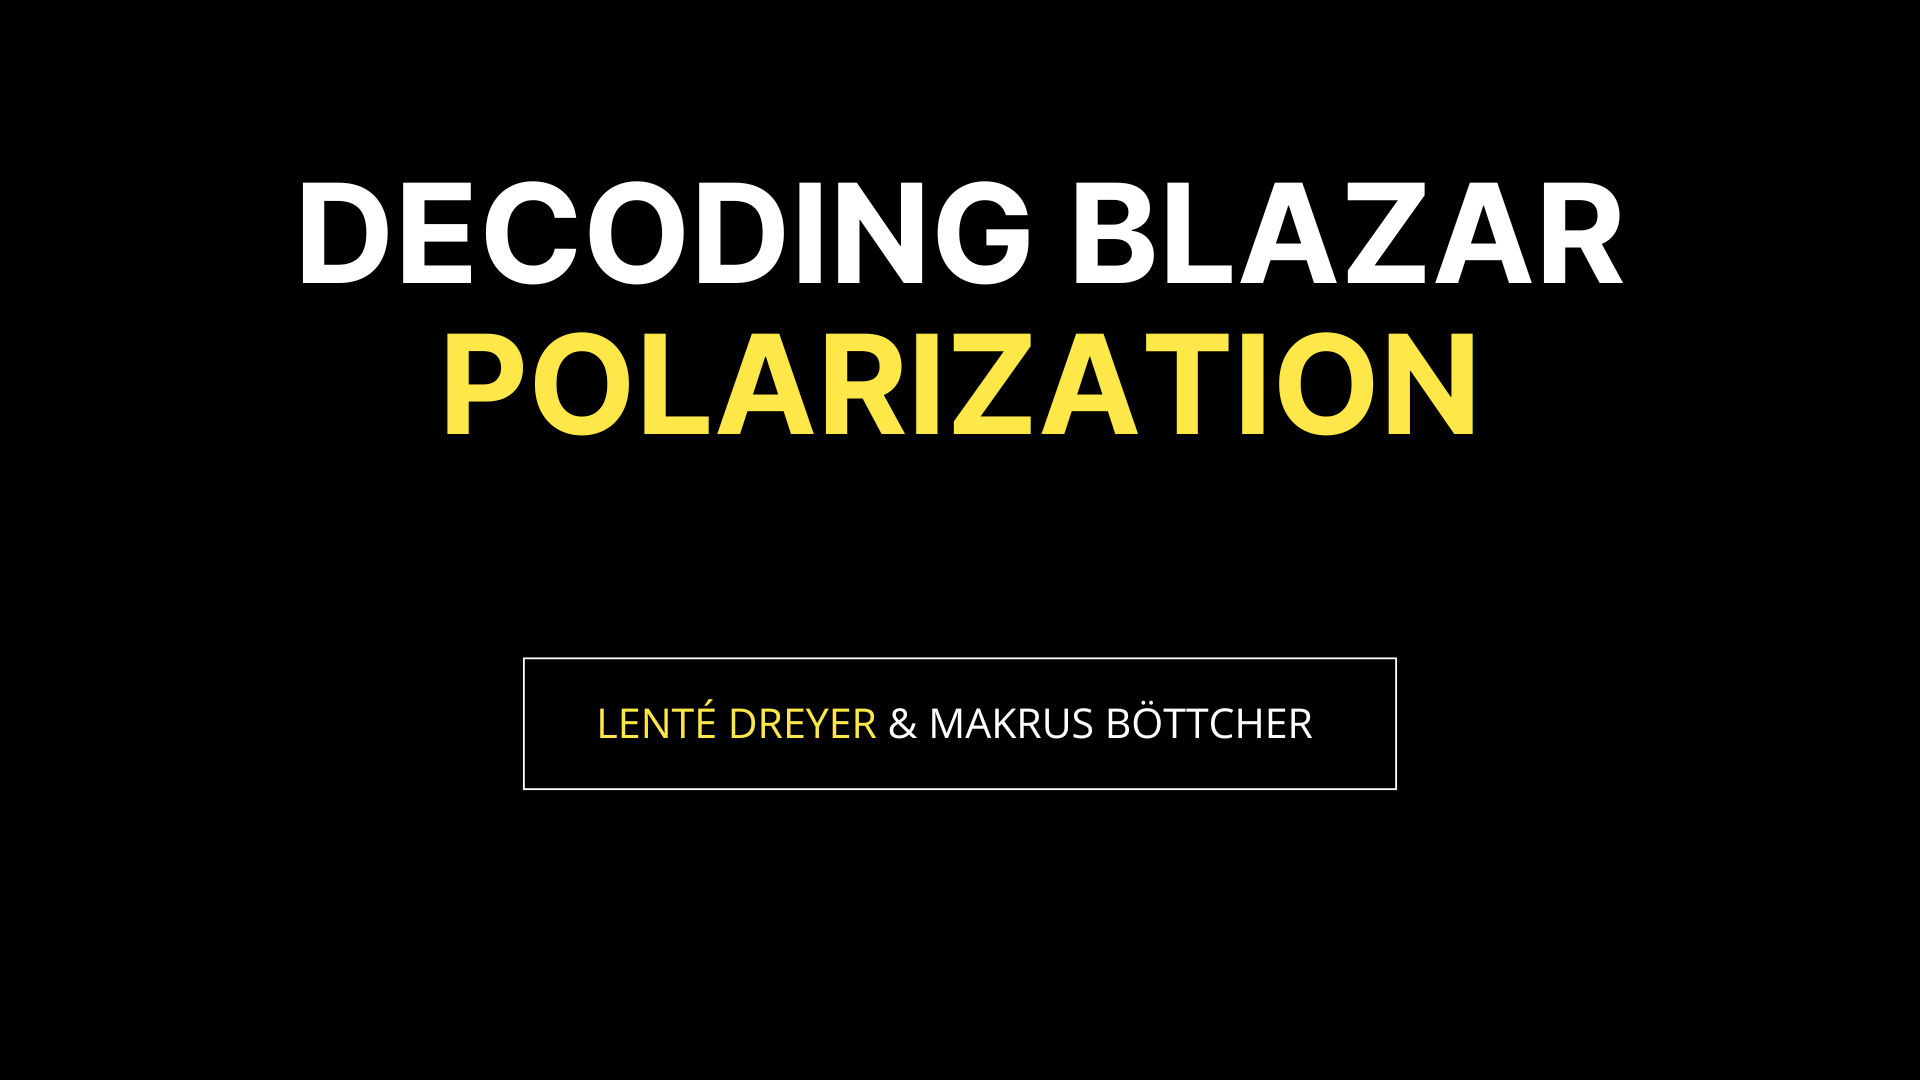 DECODING BLAZAR
POLARIZATION
LENTÉ DREYER & MAKRUS BÖTTCHER